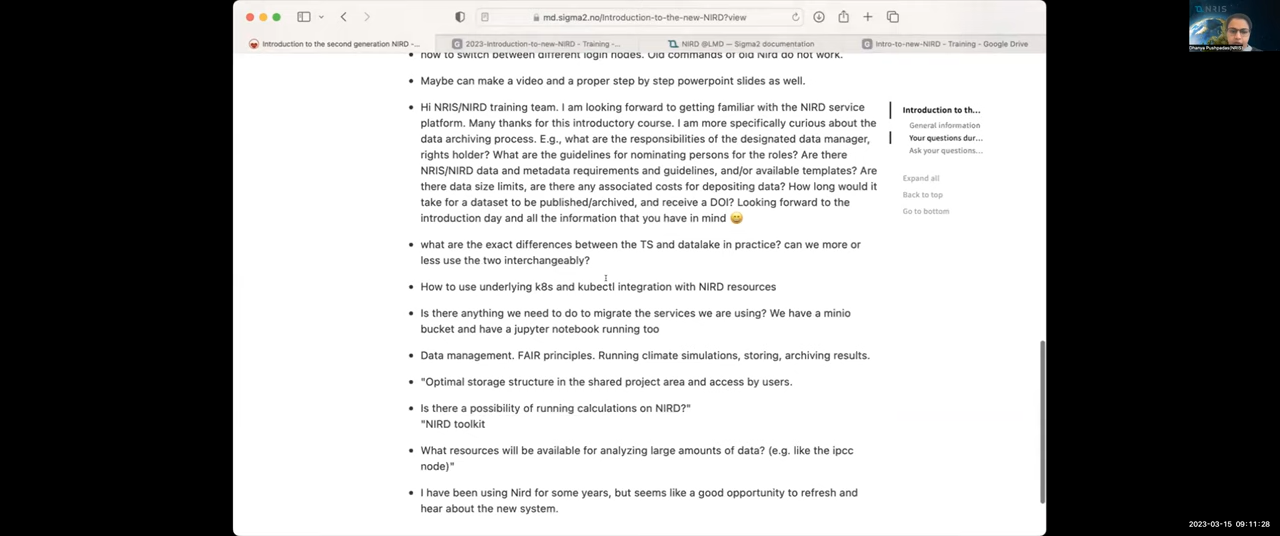 md.sigma2.no/Introduction-to-the-new-NIRD?view
Introduction to the second generation NIRD -...
2023-Introduction-to-new-NIRD - Training -...
NIRD @LMD — Sigma2 documentation
Intro-to-new-NIRD - Training - Google Drive
NRIS
Dhanya Pushpadas(NRIS)
how to switch between different login nodes. Old commands of old Nird do not work.
Maybe can make a video and a proper step by step powerpoint slides as well.
Hi NRIS/NIRD training team. I am looking forward to getting familiar with the NIRD service
platform. Many thanks for this introductory course. I am more specifically curious about the
data archiving process. E.g., what are the responsibilities of the designated data manager,
rights holder? What are the guidelines for nominating persons for the roles? Are there
NRIS/NIRD data and metadata requirements and guidelines, and/or available templates? Are
there data size limits, are there any associated costs for depositing data? How long would it
take for a dataset to be published/archived, and receive a DOI? Looking forward to the
introduction day and all the information that you have in mind 😄
what are the exact differences between the TS and datalake in practice? can we more or
less use the two interchangeably?
How to use underlying k8s and kubectl integration with NIRD resources
Is there anything we need to do to migrate the services we are using? We have a minio
bucket and have a jupyter notebook running too
Data management. FAIR principles. Running climate simulations, storing, archiving results.
"Optimal storage structure in the shared project area and access by users.
Is there a possibility of running calculations on NIRD?"
"NIRD toolkit
What resources will be available for analyzing large amounts of data? (e.g. like the ipcc
node)"
I have been using Nird for some years, but seems like a good opportunity to refresh and
hear about the new system.
Introduction to th...
General information
Your questions dur...
Ask your questions...
Expand all
Back to top
Go to bottom
2023-03-15 09:11:28